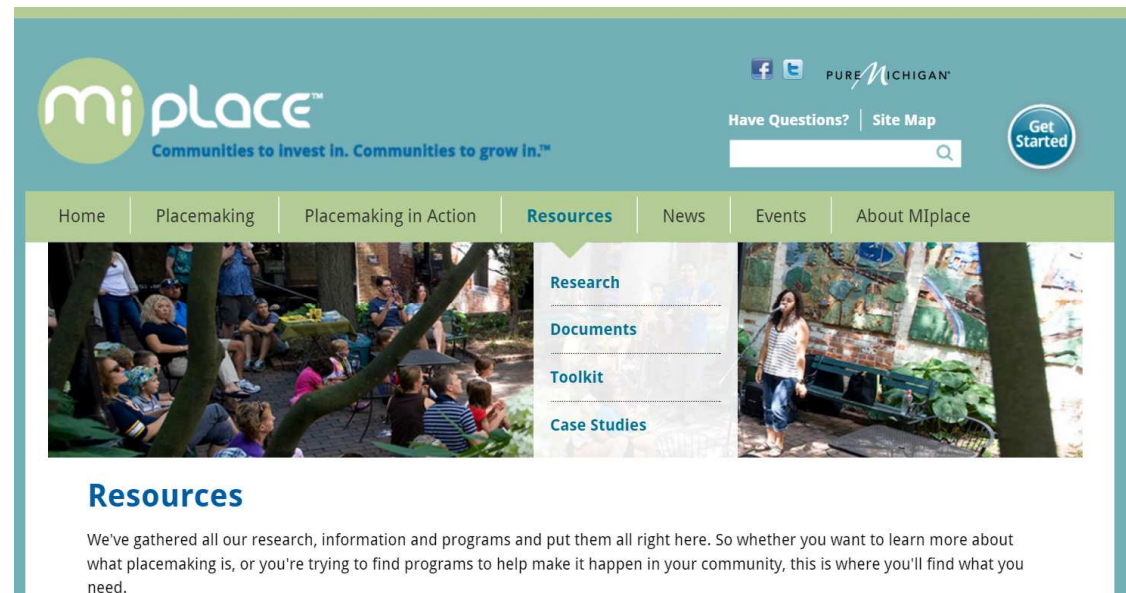 PURE MICHIGAN
mi place™
Communities to invest in. Communities to grow in.™
Have Questions? Site Map
Get
Started
Home Placemaking Placemaking in Action Resources News Events About MIplace
Research
Documents
Toolkit
Case Studies
Resources
We've gathered all our research, information and programs and put them all right here. So whether you want to learn more about
what placemaking is, or you're trying to find programs to help make it happen in your community, this is where you'll find what you
need.